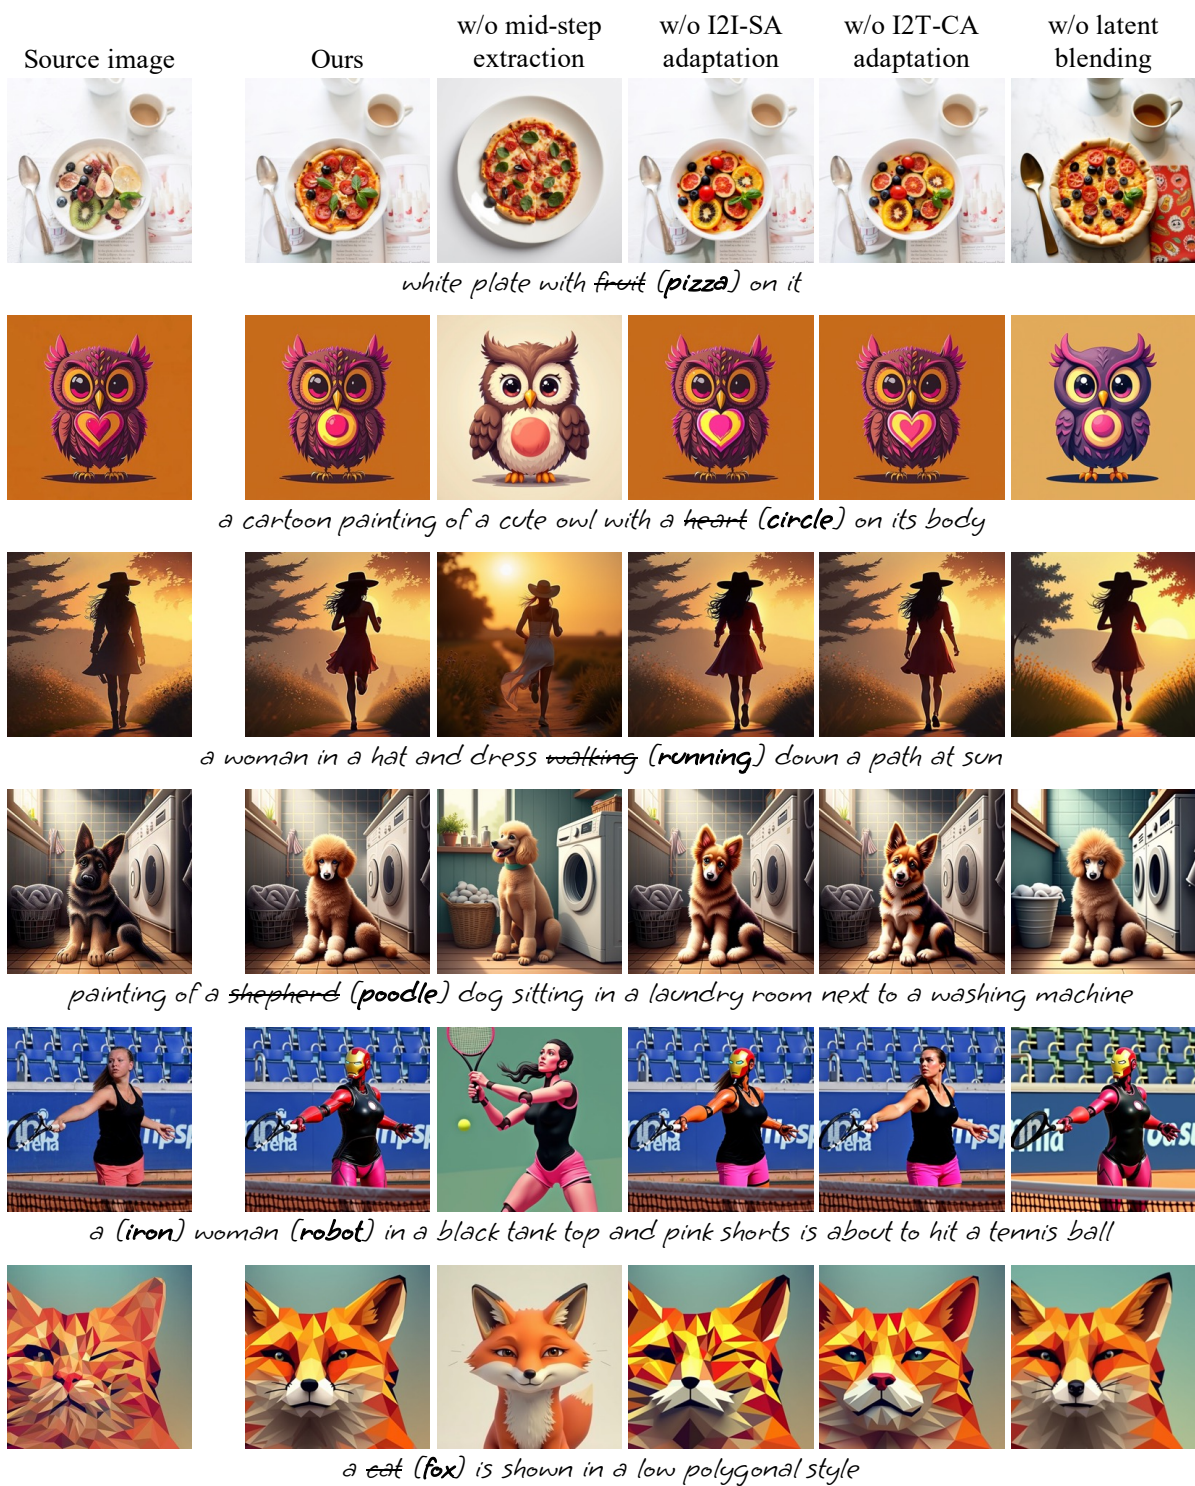 Source image
Ours
w/o mid-step
extraction
w/o I2I-SA
adaptation
w/o I2T-CA
adaptation
w/o latent
blending
white plate with fruit (pizza) on it
a cartoon painting of a cute owl with a heart (circle) on its body
a woman in a hat and dress walking (running) down a path at sun
painting of a shepherd (poodle) dog sitting in a laundry room next to a washing machine
arena
arena
arena
arena
a (iron) woman (robot) in a black tank top and pink shorts is about to hit a tennis ball
a cat (fox) is shown in a low polygonal style